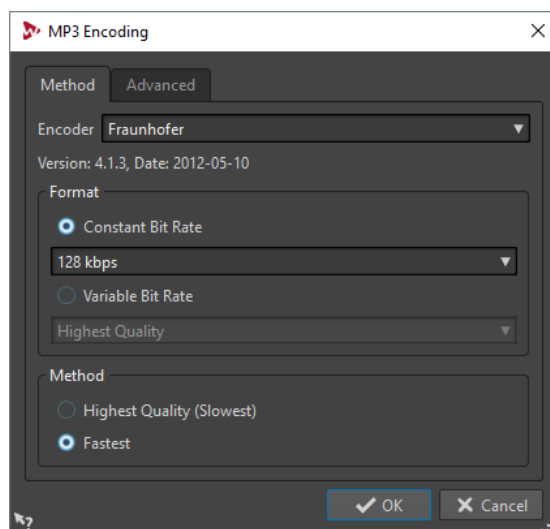 MP3 Encoding
Method Advanced
Encoder Fraunhofer
Version: 4.1.3, Date: 2012-05-10
Format
Constant Bit Rate
128 kbps
Variable Bit Rate
Highest Quality
Method
Highest Quality (Slowest)
Fastest
? OK Cancel